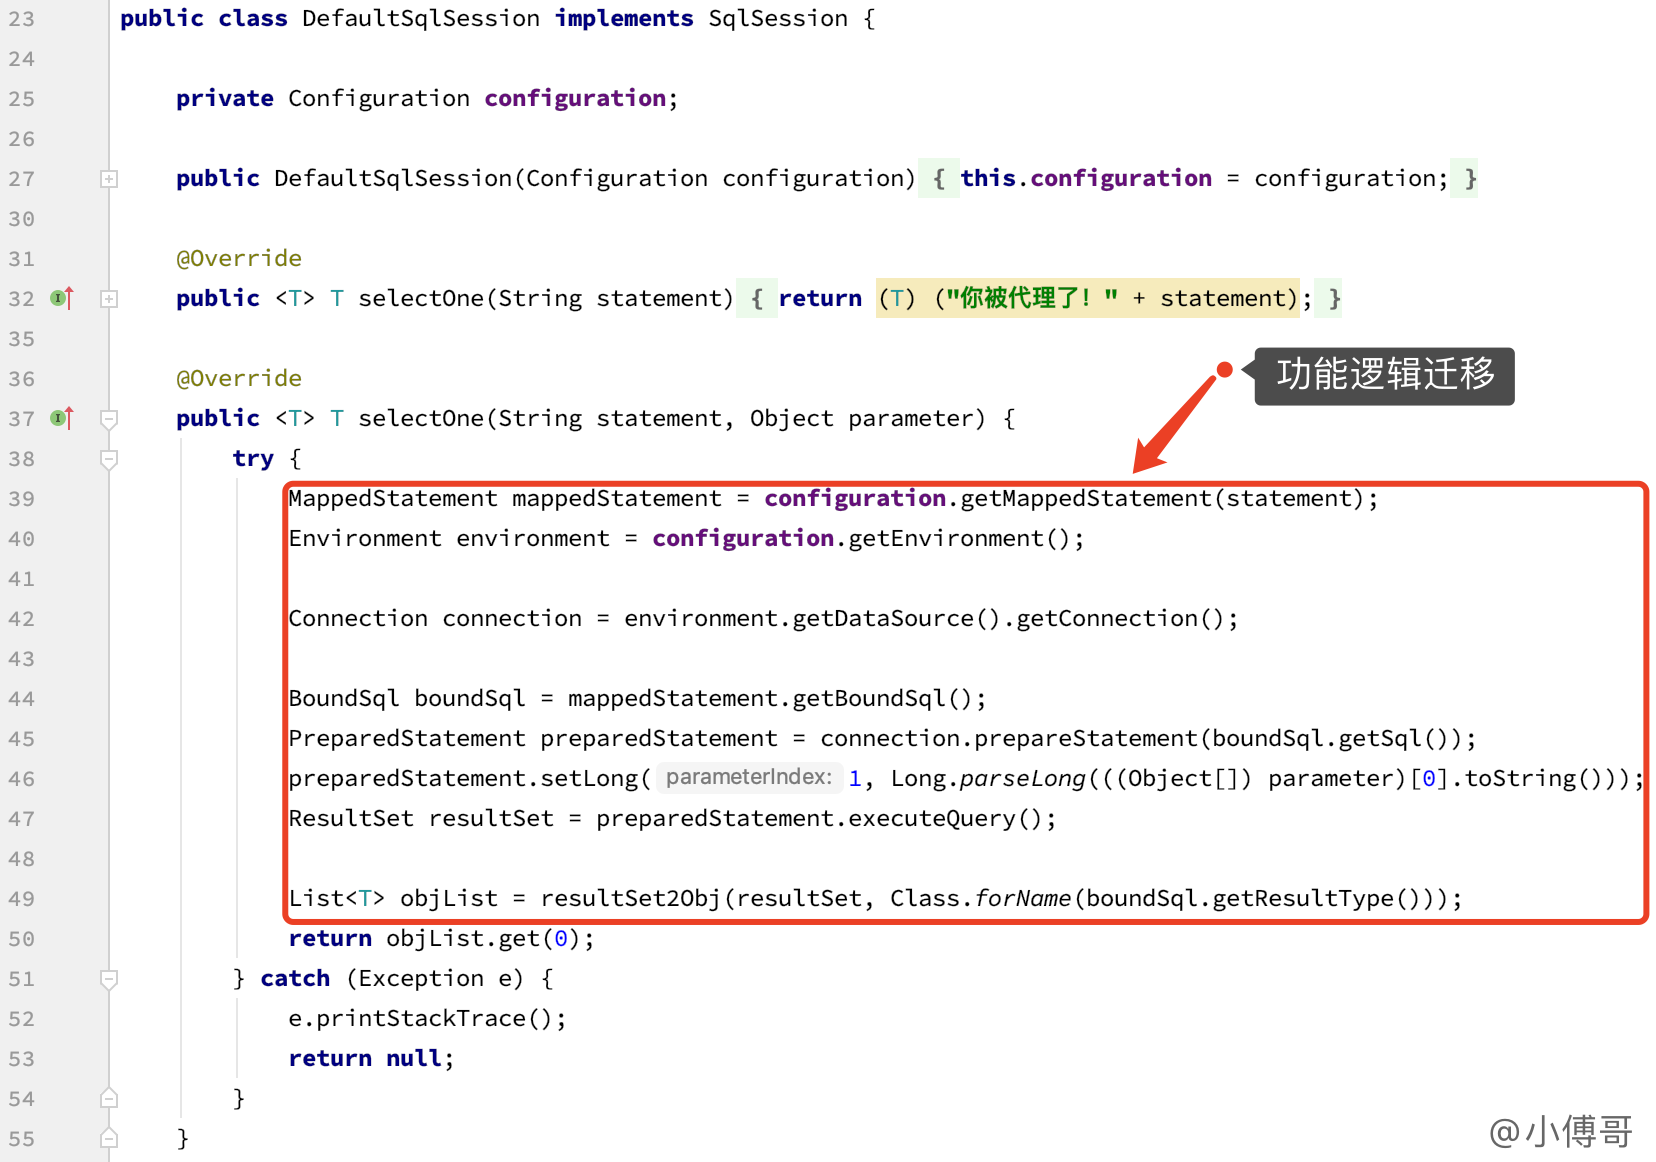 23 public class DefaultSqlSession implements SqlSession {
24
25 private Configuration configuration;
26
27 public DefaultSqlSession(Configuration configuration) { this.configuration = configuration; }
30
31 @Override
32 public <T> T selectOne(String statement) { return (T) ("你被代理了！" + statement); }
35
功能逻辑迁移
36 @Override
37 public <T> T selectOne(String statement, Object parameter) {
38 try {
39 MappedStatement mappedStatement = configuration.getMappedStatement(statement);
40 Environment environment = configuration.getEnvironment();
41
42 Connection connection = environment.getDataSource().getConnection();
43
44 BoundSql boundSql = mappedStatement.getBoundSql();
45 PreparedStatement preparedStatement = connection.prepareStatement(boundSql.getSql());
46 preparedStatement.setLong( parameterIndex: 1, Long.parseLong(((Object[]) parameter)[0].toString()));
47 ResultSet resultSet = preparedStatement.executeQuery();
48
49 List<T> objList = resultSet2Obj(resultSet, Class.forName(boundSql.getResultType()));
50 return objList.get(0);
51 } catch (Exception e) {
52 e.printStackTrace();
53 return null;
54 }
55 }
@小傅哥